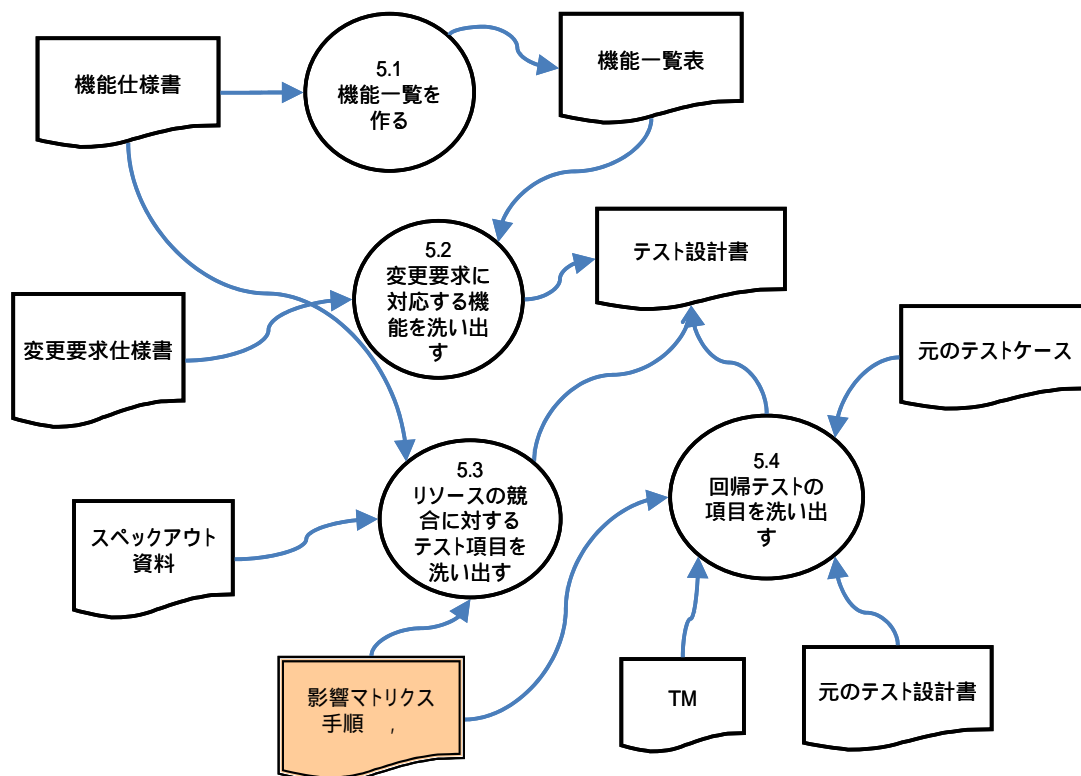 機能仕様書
5.1
機能一覧を
作る
機能一覧表
5.2
変更要求に
対応する機
能を洗い出
す
テスト設計書
変更要求仕様書
元のテストケース
5.3
リソースの競
合に対する
テスト項目を
洗い出す
5.4
回帰テストの
項目を洗い出
す
スペックアウト
資料
影響マトリクス
手順 ,
TM
元のテスト設計書